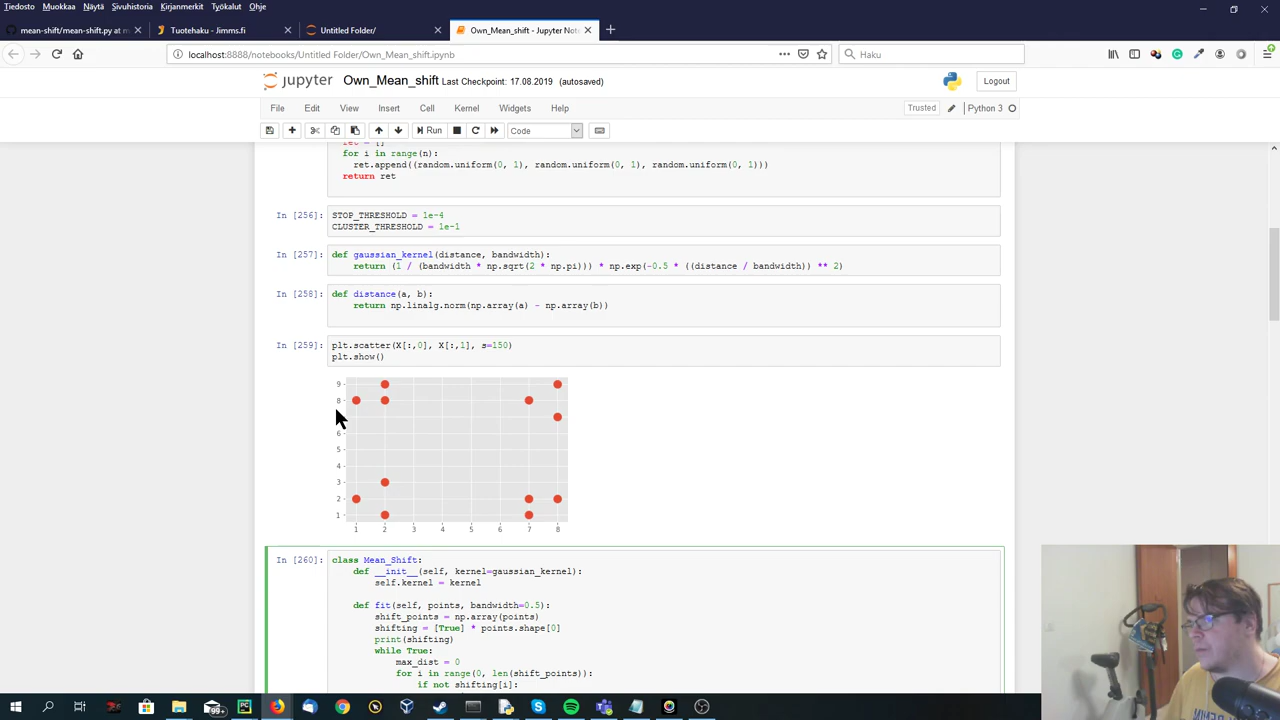 Tiedosto Muokkaa Näytä Sivuhistoria Kirjanmerkit Työkalut Ohje
mean-shift/mean-shift.py at m
Tuotehaku - Jimms.fi
Untitled Folder/
Own_Mean_shift - Jupyter Not
localhost:8888/notebooks/Untitled Folder/Own_Mean_shift.ipynb
Haku
jupyter Own_Mean_shift Last Checkpoint: 17.08.2019 (autosaved)
Logout
File Edit View Insert Cell Kernel Widgets Help
Trusted
Python 3
Run
Code
ret = []
for i in range(n):
ret.append((random.uniform(0, 1), random.uniform(0, 1), random.uniform(0, 1)))
return ret
In [256]: STOP_THRESHOLD = 1e-4
CLUSTER_THRESHOLD = 1e-1
In [257]: def gaussian_kernel(distance, bandwidth):
return (1 / (bandwidth * np.sqrt(2 * np.pi))) * np.exp(-0.5 * ((distance / bandwidth)) ** 2)
In [258]: def distance(a, b):
return np.linalg.norm(np.array(a) - np.array(b))
In [259]: plt.scatter(X[:,0], X[:,1], s=150)
plt.show()
9
8
6
5
4
3
2
1
1 2 3 4 5 6 7 8
In [260]: class Mean_Shift:
def __init__(self, kernel=gaussian_kernel):
self.kernel = kernel
def fit(self, points, bandwidth=0.5):
shift_points = np.array(points)
shifting = [True] * points.shape[0]
print(shifting)
while True:
max_dist = 0
for i in range(0, len(shift_points)):
if not shifting[i]:
99+